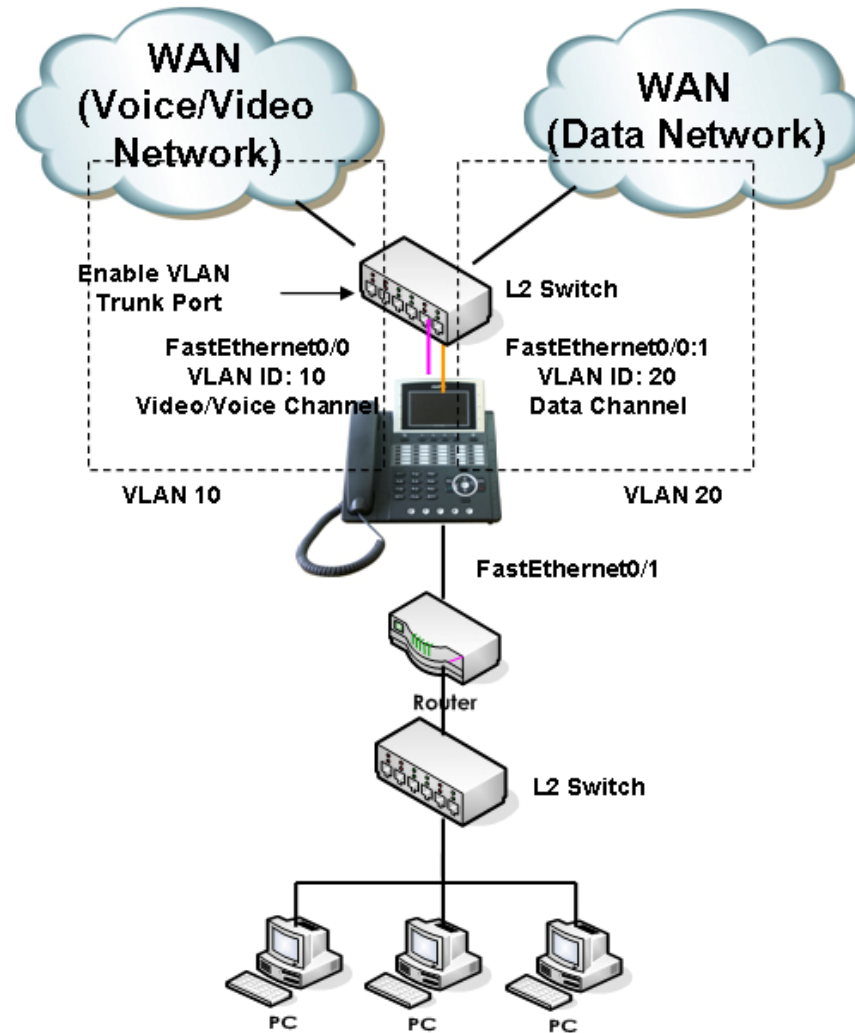 WAN
(Voice/Video
Network)
WAN
(Data Network)
Enable VLAN
Trunk Port
L2 Switch
FastEthernet0/0
VLAN ID: 10
Video/Voice Channel
FastEthernet0/0:1
VLAN ID: 20
Data Channel
VLAN 10
VLAN 20
FastEthernet0/1
Router
L2 Switch
PC
PC
PC